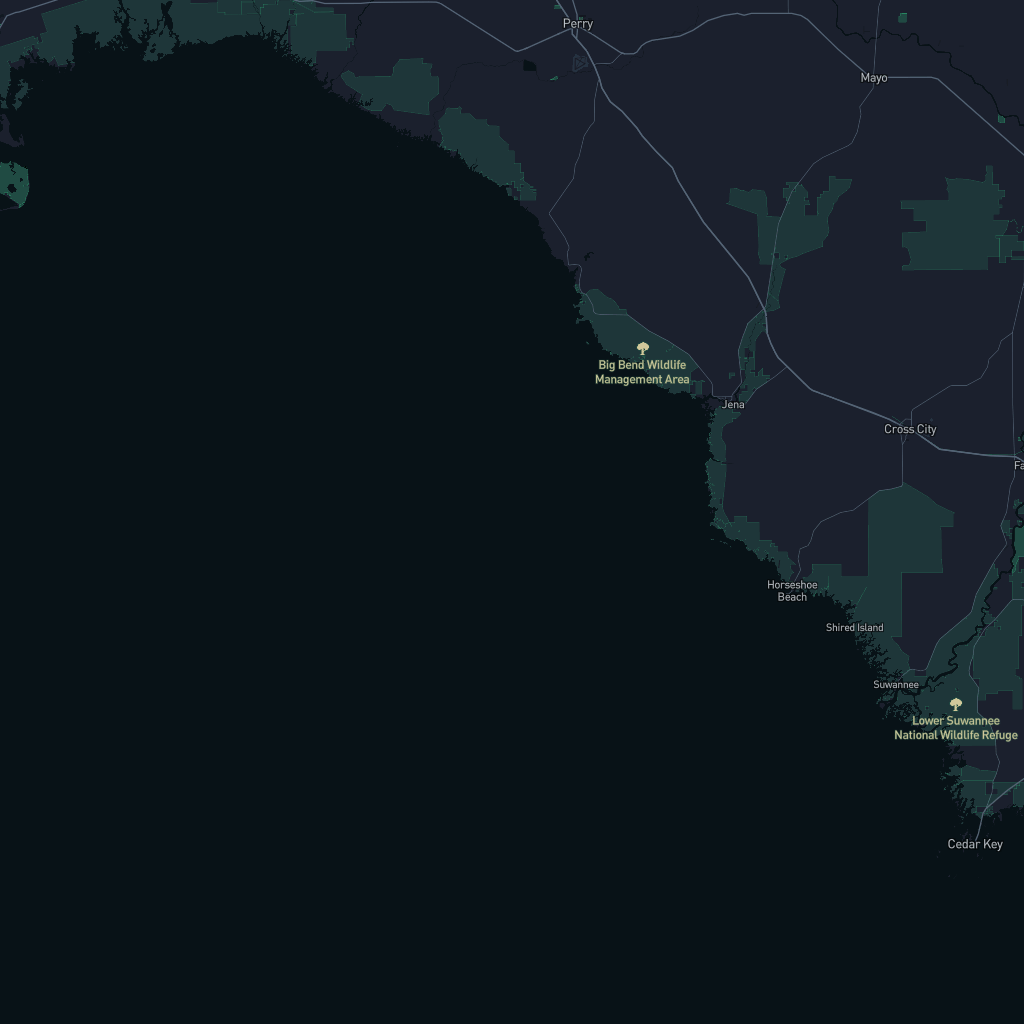 Perry
Mayo
Big Bend Wildlife
Management Area
Jena
Cross City
Fa
Horseshoe
Beach
Shired Island
Suwannee
Lower Suwannee
National Wildlife Refuge
Cedar Key